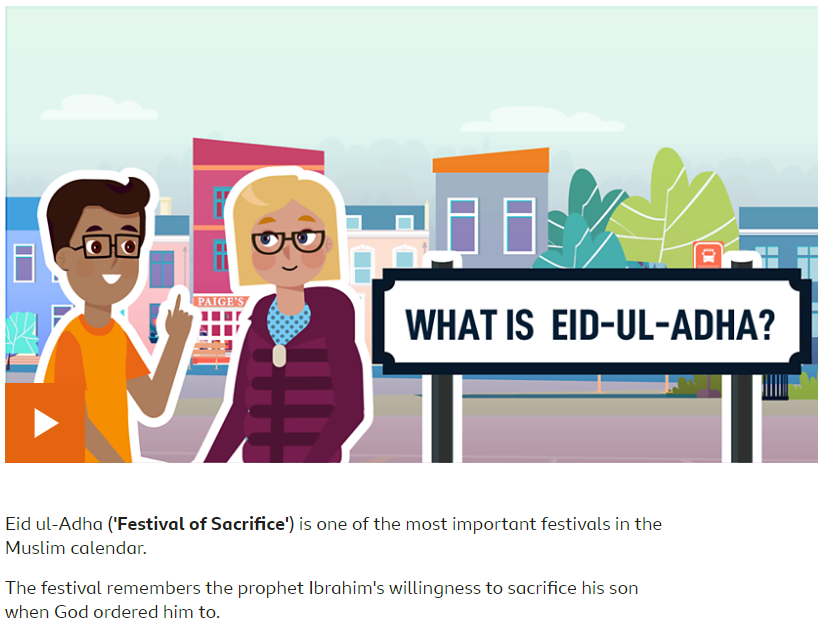 PAIGE'S
WHAT IS EID-UL-ADHA?
Eid ul-Adha ('Festival of Sacrifice') is one of the most important festivals in the
Muslim calendar.
The festival remembers the prophet Ibrahim's willingness to sacrifice his son
when God ordered him to.